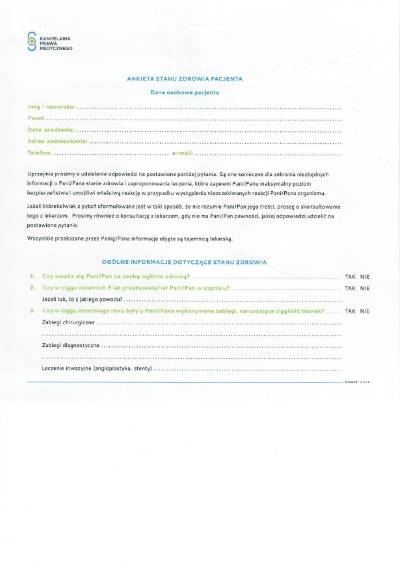 KANCELARIA
PRAWA
MEDYCZNEGO
ANKIETA STANU ZDROWIA PACJENTA
Dane osobowe pacjenta
Imię i nazwisko:
Pesel:
Data urodzenia:
Adres zamieszkania:
Telefon: e-mail:
Uprzejmie prosimy o udzielenie odpowiedzi na postawione poniżej pytania. Są one konieczne dla zebrania niezbędnych
informacji o Pani/Pana stanie zdrowia i zaproponowania leczenia, które zapewni Pani/Panu maksymalny poziom
bezpieczeństwa i umożliwi właściwą reakcję w przypadku wystąpienia nieoczekiwanych reakcji Pani/Pana organizmu.
Jeżeli którekolwiek z pytań sformułowane jest w taki sposób, że nie rozumie Pani/Pan jego treści, proszę o skonsultowanie
tego z lekarzem. Prosimy również o konsultację z lekarzem, gdy nie ma Pani/Pan pewności, jakiej odpowiedzi udzielić na
postawione pytanie.
Wszystkie przekazane przez Panią/Pana informacje objęte są tajemnicą lekarską.
OGÓLNE INFORMACJE DOTYCZĄCE STANU ZDROWIA
1. Czy uważa się Pani/Pan za osobę ogólnie zdrową? TAK NIE
2. Czy w ciągu ostatnich 5 lat przebywała/-ał Pani/Pan w szpitalu? TAK NIE
Jeżeli tak, to z jakiego powodu?
3. Czy w ciągu ostatniego roku były u Pani/Pana wykonywane zabiegi, naruszające ciągłość tkanek? TAK NIE
Zabiegi chirurgiczne
Zabiegi diagnostyczne
Leczenie inwazyjne (angioplastyka, stenty)